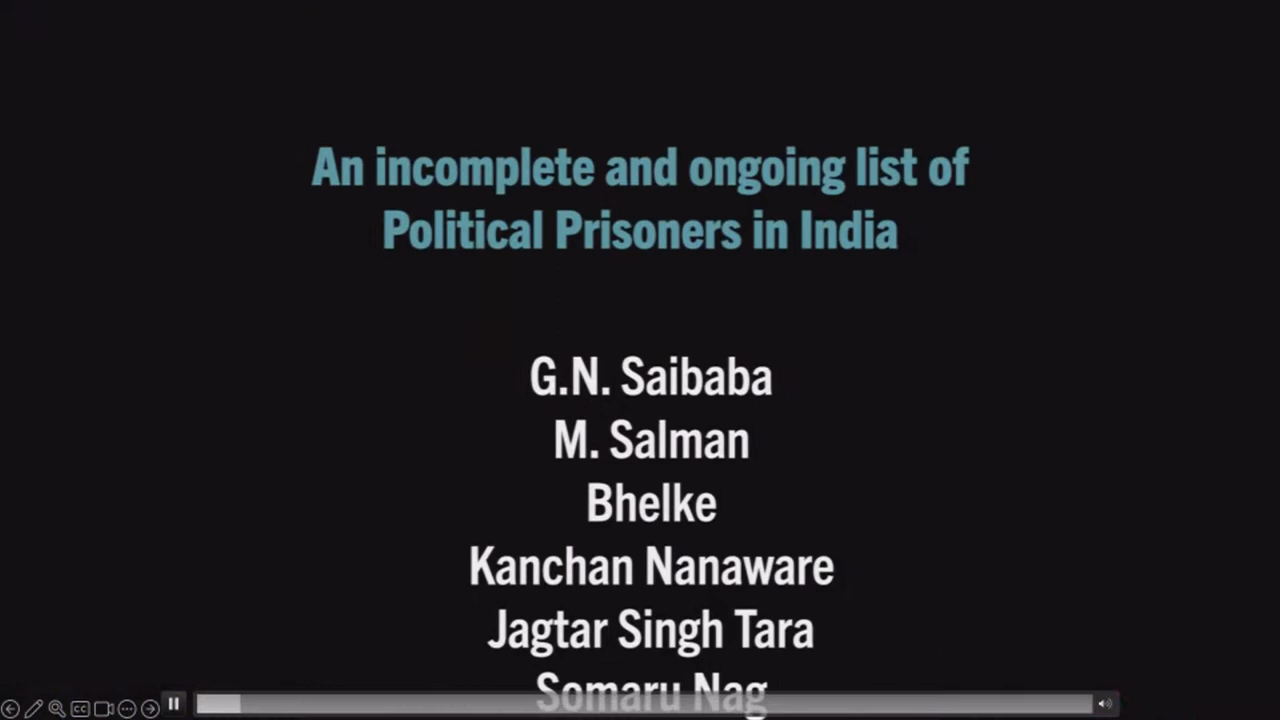 An incomplete and ongoing list of
Political Prisoners in India
G.N. Saibaba
M. Salman
Bhelke
Kanchan Nanaware
Jagtar Singh Tara
Somaru Nag
CC